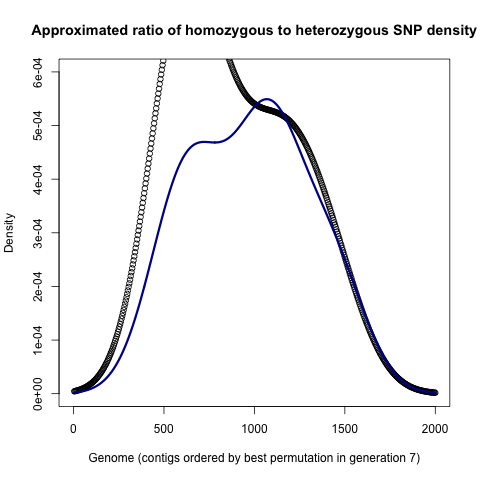 Approximated ratio of homozygous to heterozygous SNP density
6e-04
5e-04
4e-04
3e-04
2e-04
1e-04
0e+00
Density
0 500 1000 1500 2000
Genome (contigs ordered by best permutation in generation 7)